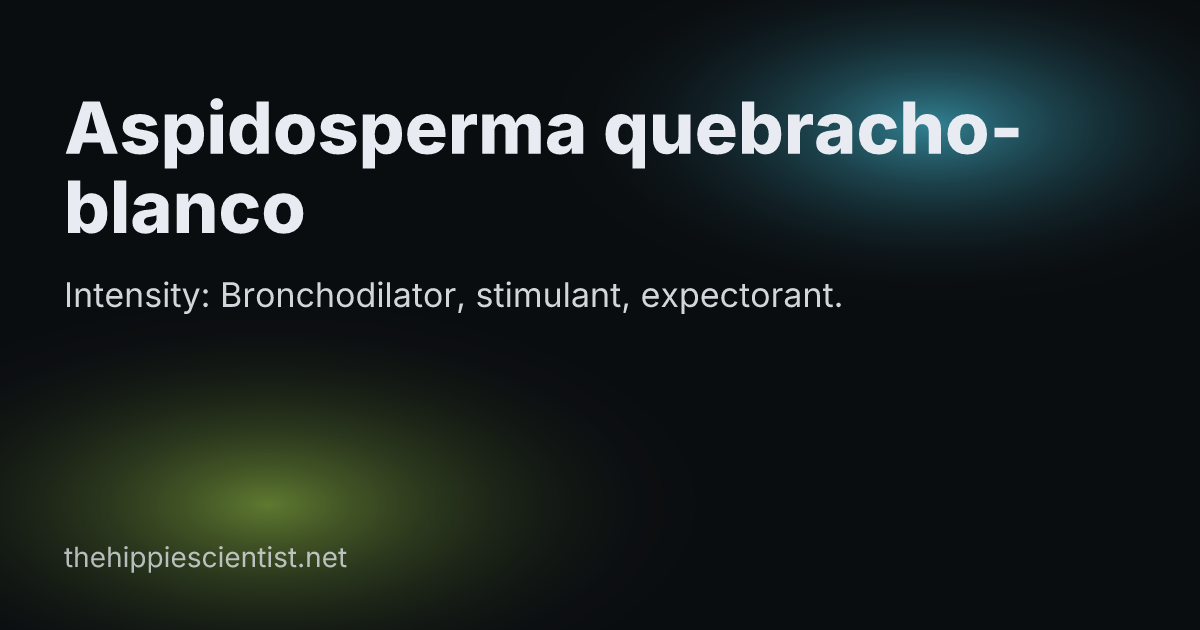 Aspidosperma quebracho-
blanco
Intensity: Bronchodilator, stimulant, expectorant.
thehippiescientist.net